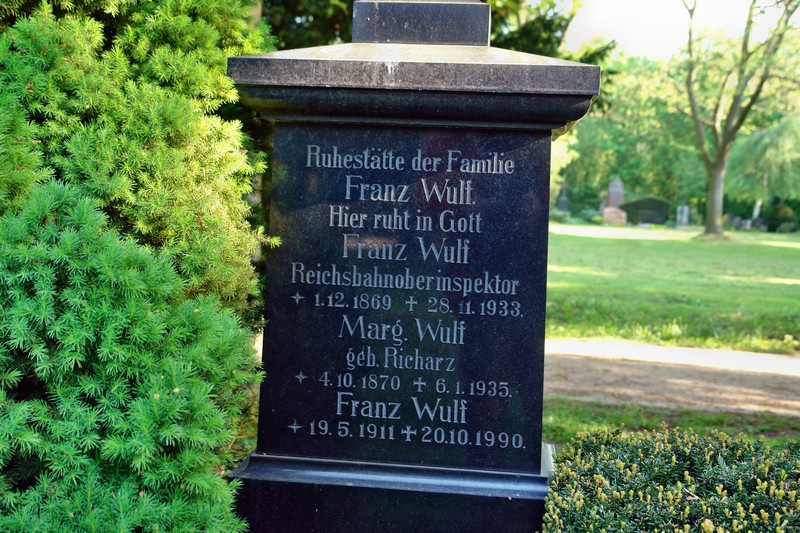 Ruhestätte der Familie
Franz Wulf.
Hier ruht in Gott
Franz Wulf
Reichsbahnoberinspektor
✦ 1.12.1869 ✝ 28.11.1933.
Marg. Wulf
geb. Richarz
✦ 4.10.1870 ✝ 6.1.1935.
Franz Wulf
✦ 19.5.1911 ✝ 20.10.1990.